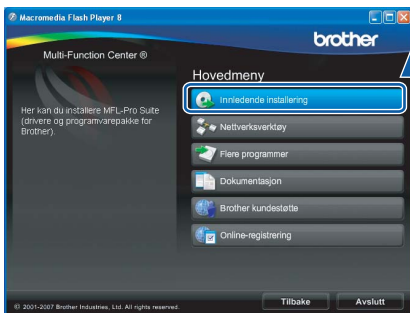 Macromedia Flash Player 8
brother
Multi-Function Center ®
Hovedmeny
Innledende installering
Her kan du installere MFL-Pro Suite
(drivere og programvarepakke for
Brother).
Nettverksverktøy
Flere programmer
Dokumentasjon
Brother kundestøtte
Online-registrering
© 2001-2007 Brother Industries, Ltd. All rights reserved.
Tilbake
Avslutt